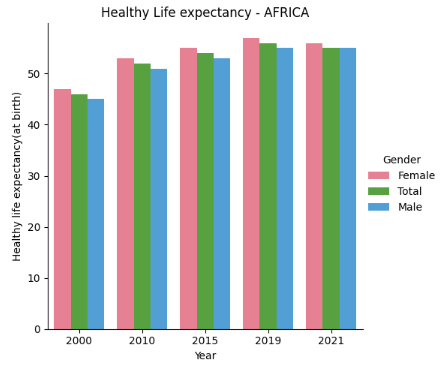 Healthy Life expectancy - AFRICA
Healthy life expectancy(at birth)
50
40
30
20
10
0
2000 2010 2015 2019 2021
Year
Gender
Female
Total
Male